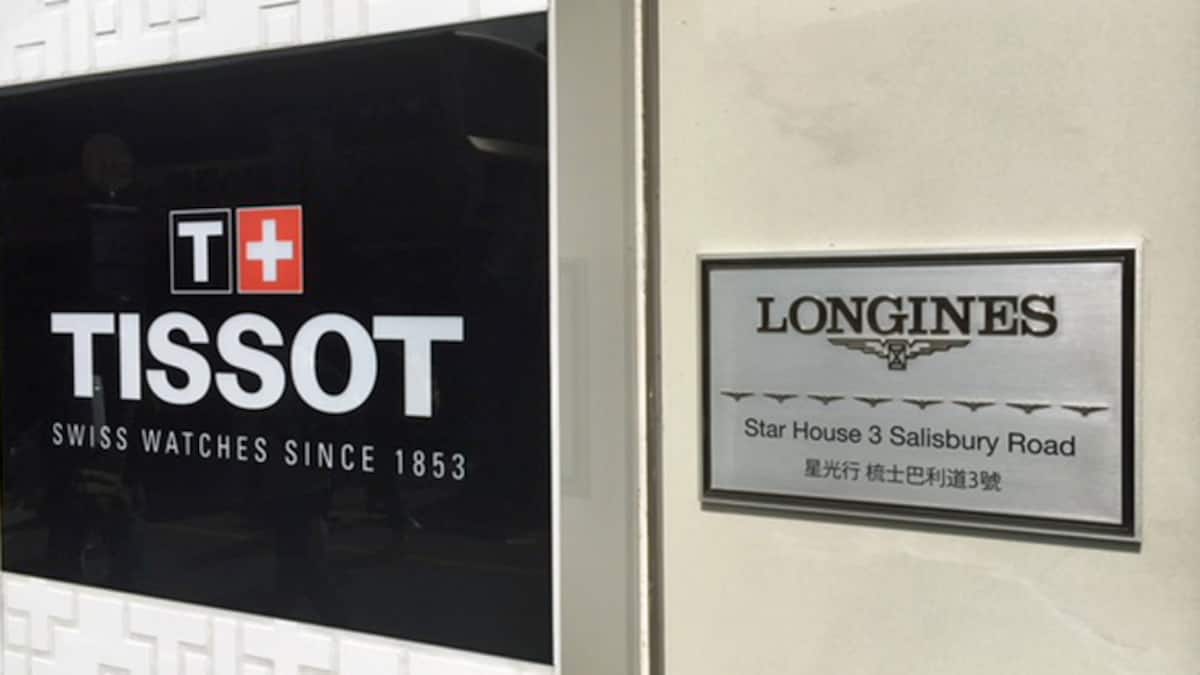 T
TISSOT
SWISS WATCHES SINCE 1853
LONGINES
Star House 3 Salisbury Road
星光行 梳士巴利道3號